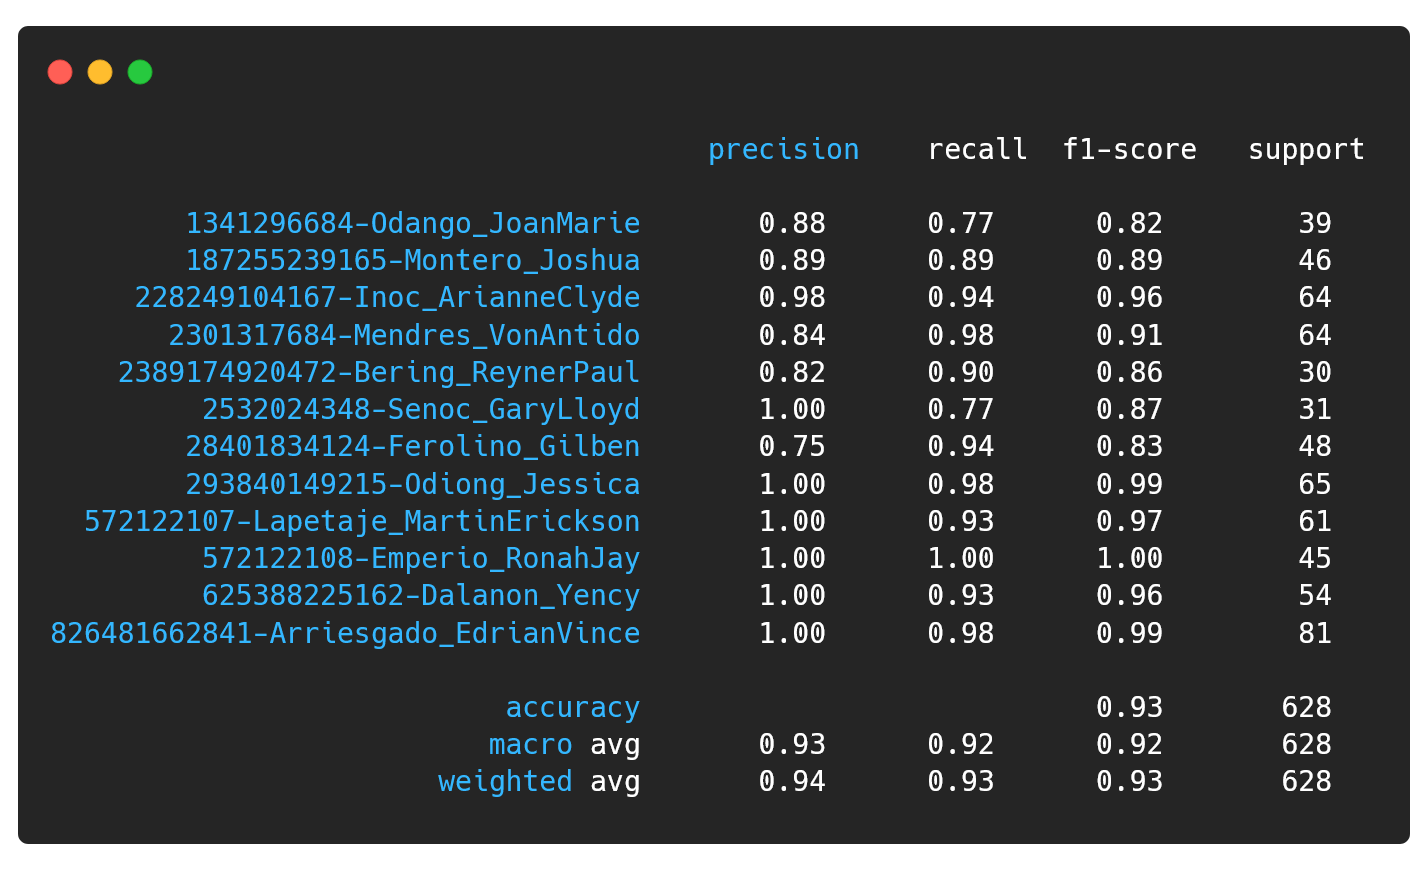 precision recall f1-score support
1341296684-Odango_JoanMarie 0.88 0.77 0.82 39
187255239165-Montero_Joshua 0.89 0.89 0.89 46
228249104167-Inoc_ArianneClyde 0.98 0.94 0.96 64
2301317684-Mendres_VonAntido 0.84 0.98 0.91 64
2389174920472-Bering_ReynerPaul 0.82 0.90 0.86 30
2532024348-Senoc_GaryLloyd 1.00 0.77 0.87 31
28401834124-Ferolino_Gilben 0.75 0.94 0.83 48
293840149215-Odiong_Jessica 1.00 0.98 0.99 65
572122107-Lapetaje_MartinErickson 1.00 0.93 0.97 61
572122108-Emperio_RonahJay 1.00 1.00 1.00 45
625388225162-Dalanon_Yency 1.00 0.93 0.96 54
826481662841-Arriesgado_EdrianVince 1.00 0.98 0.99 81
accuracy 0.93 628
macro avg 0.93 0.92 0.92 628
weighted avg 0.94 0.93 0.93 628